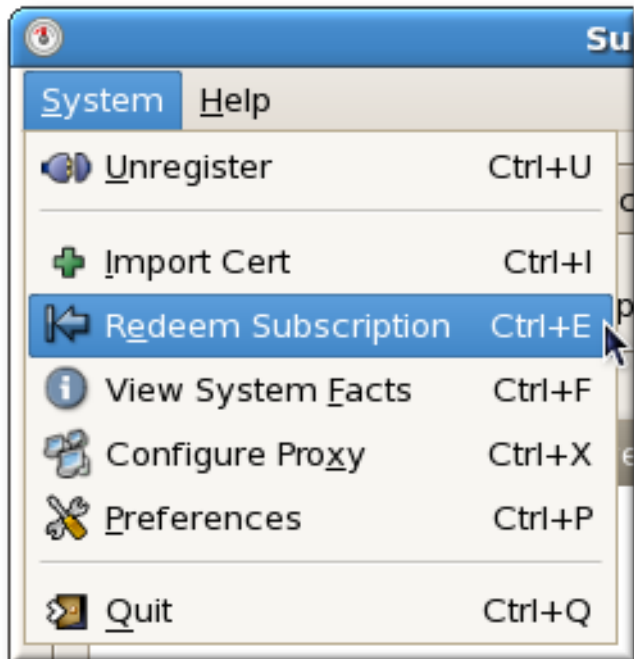 Su
System Help
Unregister Ctrl+U
Import Cert Ctrl+I
Redeem Subscription Ctrl+E
View System Facts Ctrl+F
Configure Proxy Ctrl+X
Preferences Ctrl+P
Quit Ctrl+Q